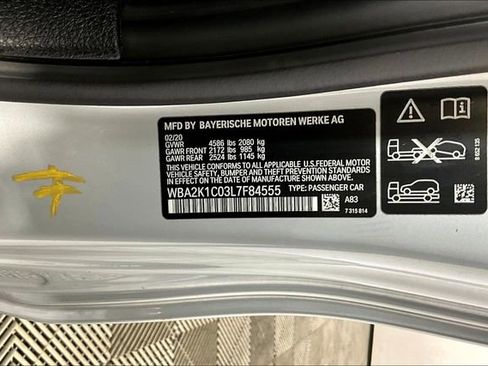 MFD BY BAYERISCHE MOTOREN WERKE AG
02/20
GVWR 4586 lbs 2080 kg
GAWR FRONT 2172 lbs 985 kg
GAWR REAR 2524 lbs 1145 kg
THIS VEHICLE CONFORMS TO ALL APPLICABLE U.S.FEDERAL MOTOR
VEHICLE SAFETY, BUMPER, AND THEFT PREVENTION STANDARDS
IN EFFECT ON THE DATE OF MANUFACTURE SHOWN ABOVE.
WBA2K1C03L7F84555 TYPE: PASSENGER CAR
A83
7 315 814
8 152 135